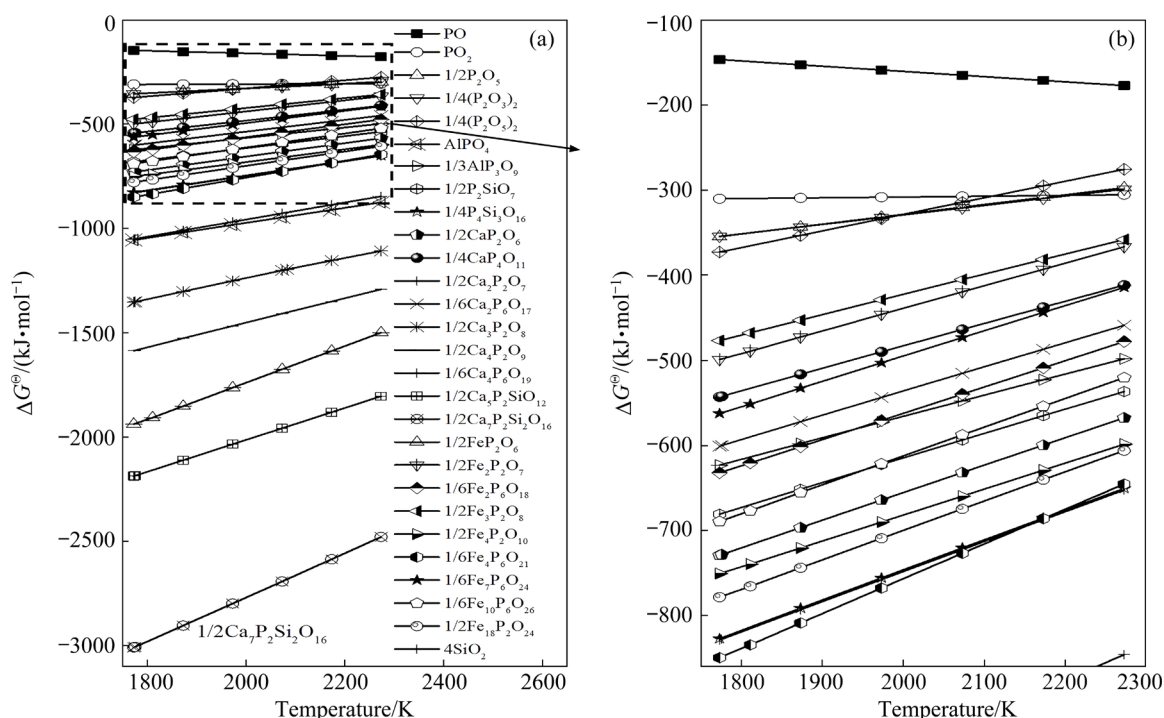 (a)
0
−500
−1000
−1500
−2000
−2500
−3000
ΔG^Θ/(kJ•mol⁻¹)
1800 2000 2200 2400 2600
Temperature/K
1/2Ca₇P₂Si₂O₁₆
PO
PO₂
1/2P₂O₅
1/4(P₂O₃)₂
1/4(P₂O₅)₂
AlPO₄
1/3AlP₃O₉
1/2P₂SiO₇
1/4P₄Si₃O₁₆
1/2CaP₂O₆
1/4CaP₄O₁₁
1/2Ca₂P₂O₇
1/6Ca₂P₆O₁₇
1/2Ca₃P₂O₈
1/2Ca₄P₂O₉
1/6Ca₄P₆O₁₉
1/2Ca₅P₂SiO₁₂
1/2Ca₇P₂Si₂O₁₆
1/2FeP₂O₆
1/2Fe₂P₂O₇
1/6Fe₂P₆O₁₈
1/2Fe₃P₂O₈
1/2Fe₄P₂O₁₀
1/6Fe₄P₆O₂₁
1/6Fe₇P₆O₂₄
1/6Fe₁₀P₆O₂₆
1/2Fe₁₈P₂O₂₄
4SiO₂
(b)
−100
−200
−300
−400
−500
−600
−700
−800
ΔG^Θ/(kJ•mol⁻¹)
1800 1900 2000 2100 2200 2300
Temperature/K